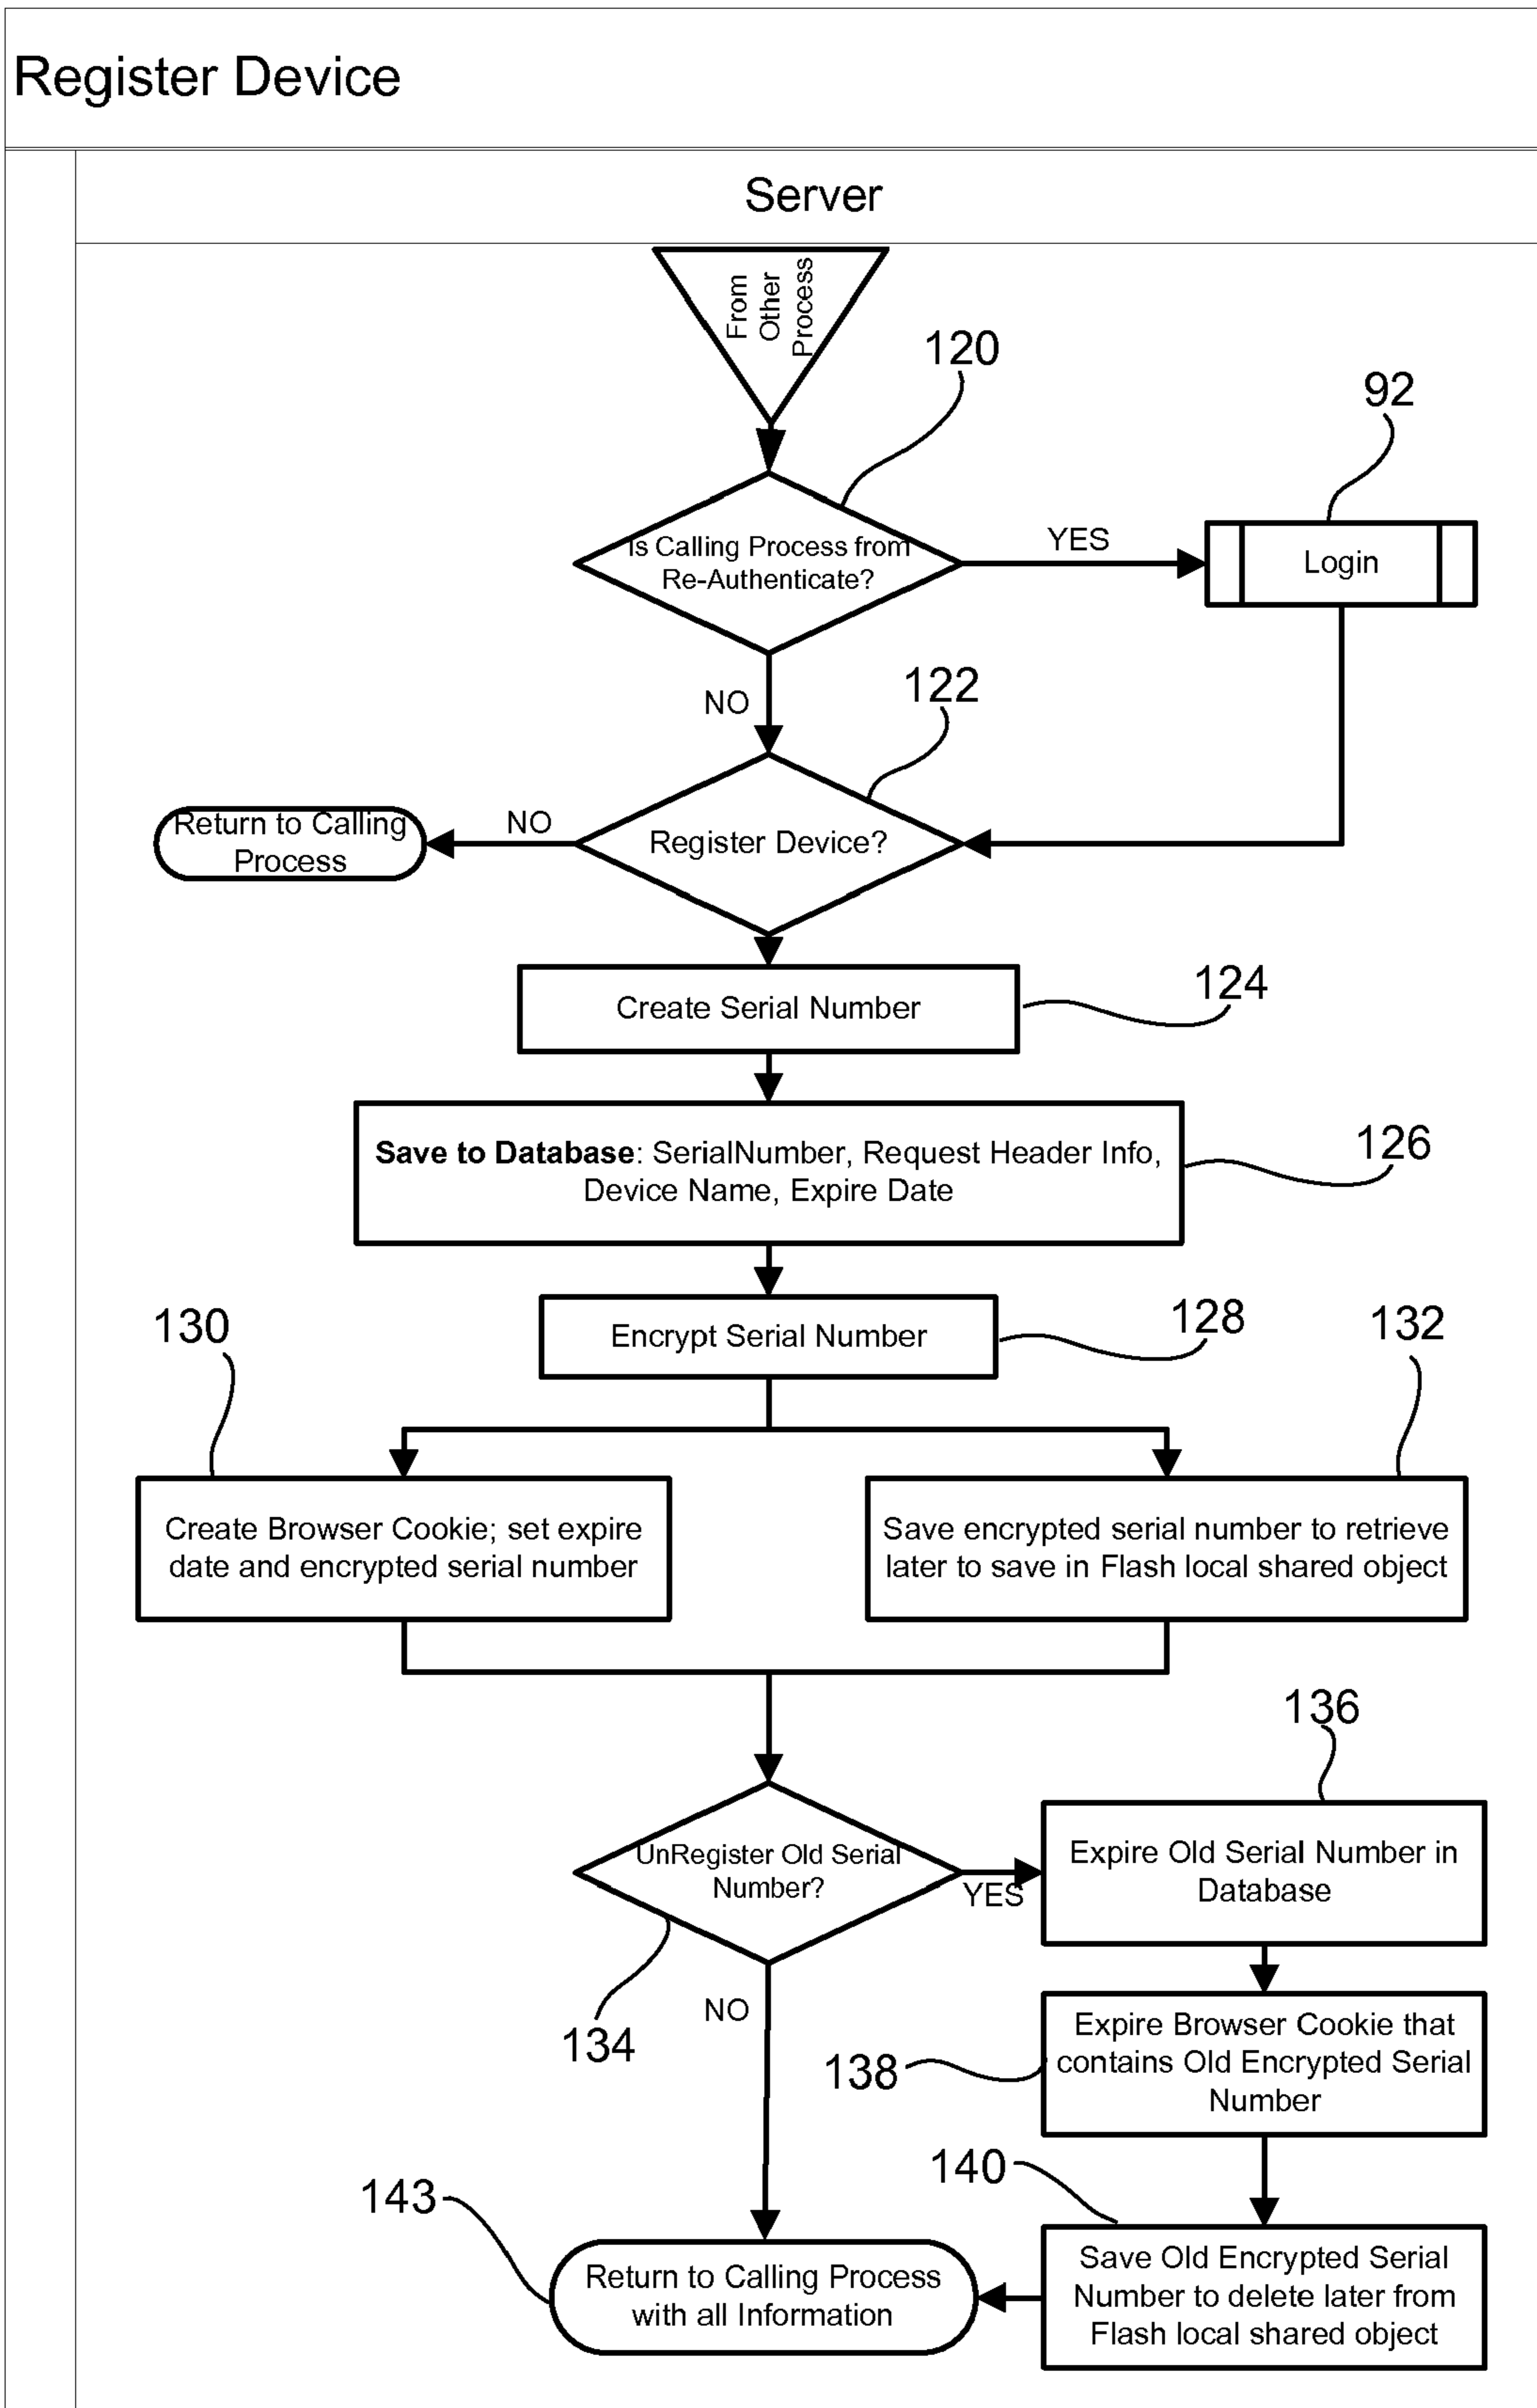 Register Device
Server
From
Other
Process
120
92
Is Calling Process from
Re-Authenticate?
YES
Login
NO
122
Return to Calling
Process
NO
Register Device?
Create Serial Number
124
Save to Database: SerialNumber, Request Header Info,
Device Name, Expire Date
126
Encrypt Serial Number
128
130
132
Create Browser Cookie; set expire
date and encrypted serial number
Save encrypted serial number to retrieve
later to save in Flash local shared object
136
UnRegister Old Serial
Number?
YES
Expire Old Serial Number in
Database
134
NO
138
Expire Browser Cookie that
contains Old Encrypted Serial
Number
140
143
Return to Calling Process
with all Information
Save Old Encrypted Serial
Number to delete later from
Flash local shared object